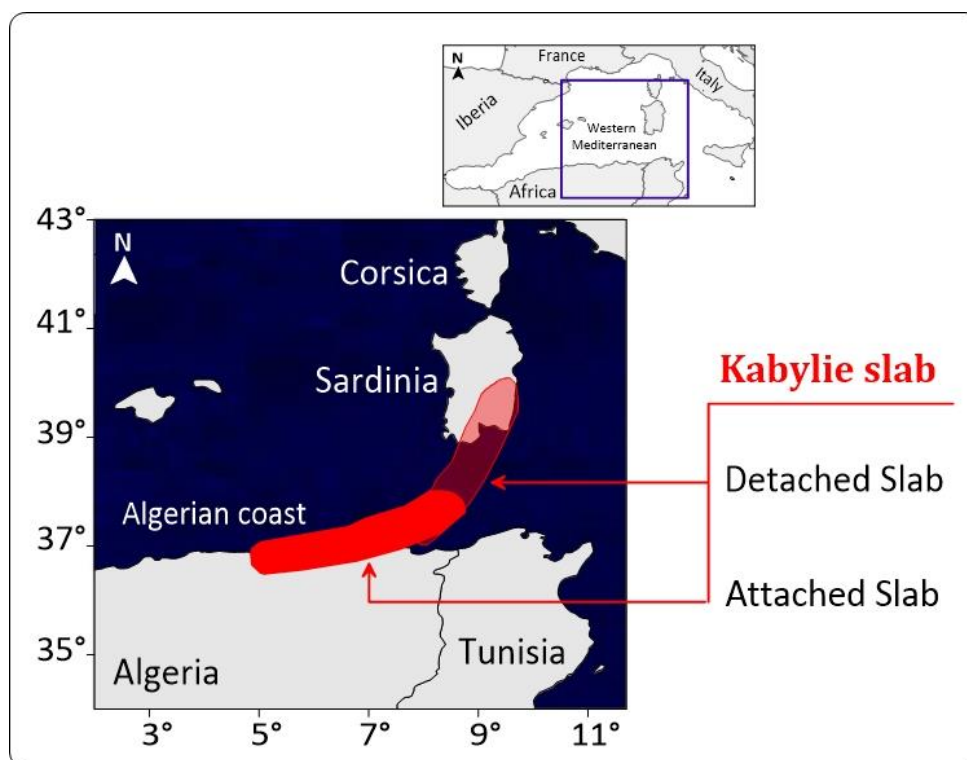 N
France
Italy
Iberia
Western
Mediterranean
Africa
43°
N
Corsica
41°
Sardinia
Kabylie slab
39°
Detached Slab
Algerian coast
37°
Attached Slab
35°
Algeria
Tunisia
3°
5°
7°
9°
11°